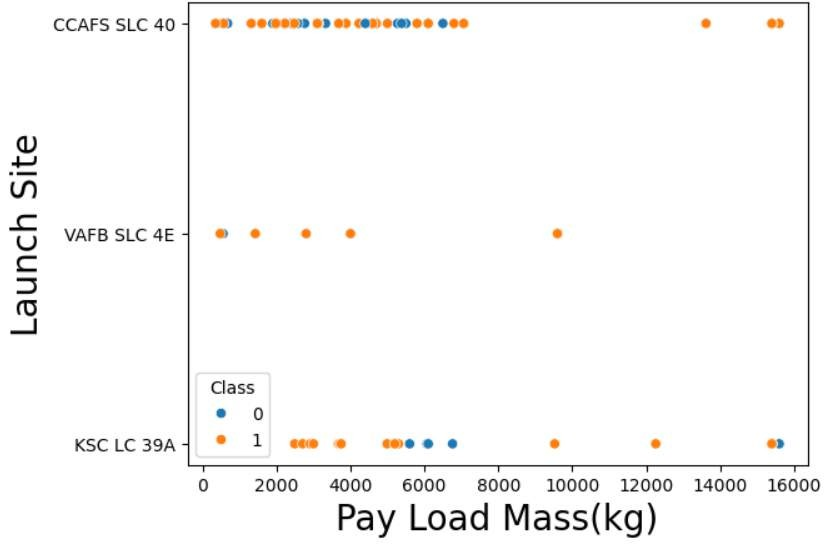 CCAFS SLC 40
VAFB SLC 4E
KSC LC 39A
Launch Site
Class
0
1
0 2000 4000 6000 8000 10000 12000 14000 16000
Pay Load Mass(kg)